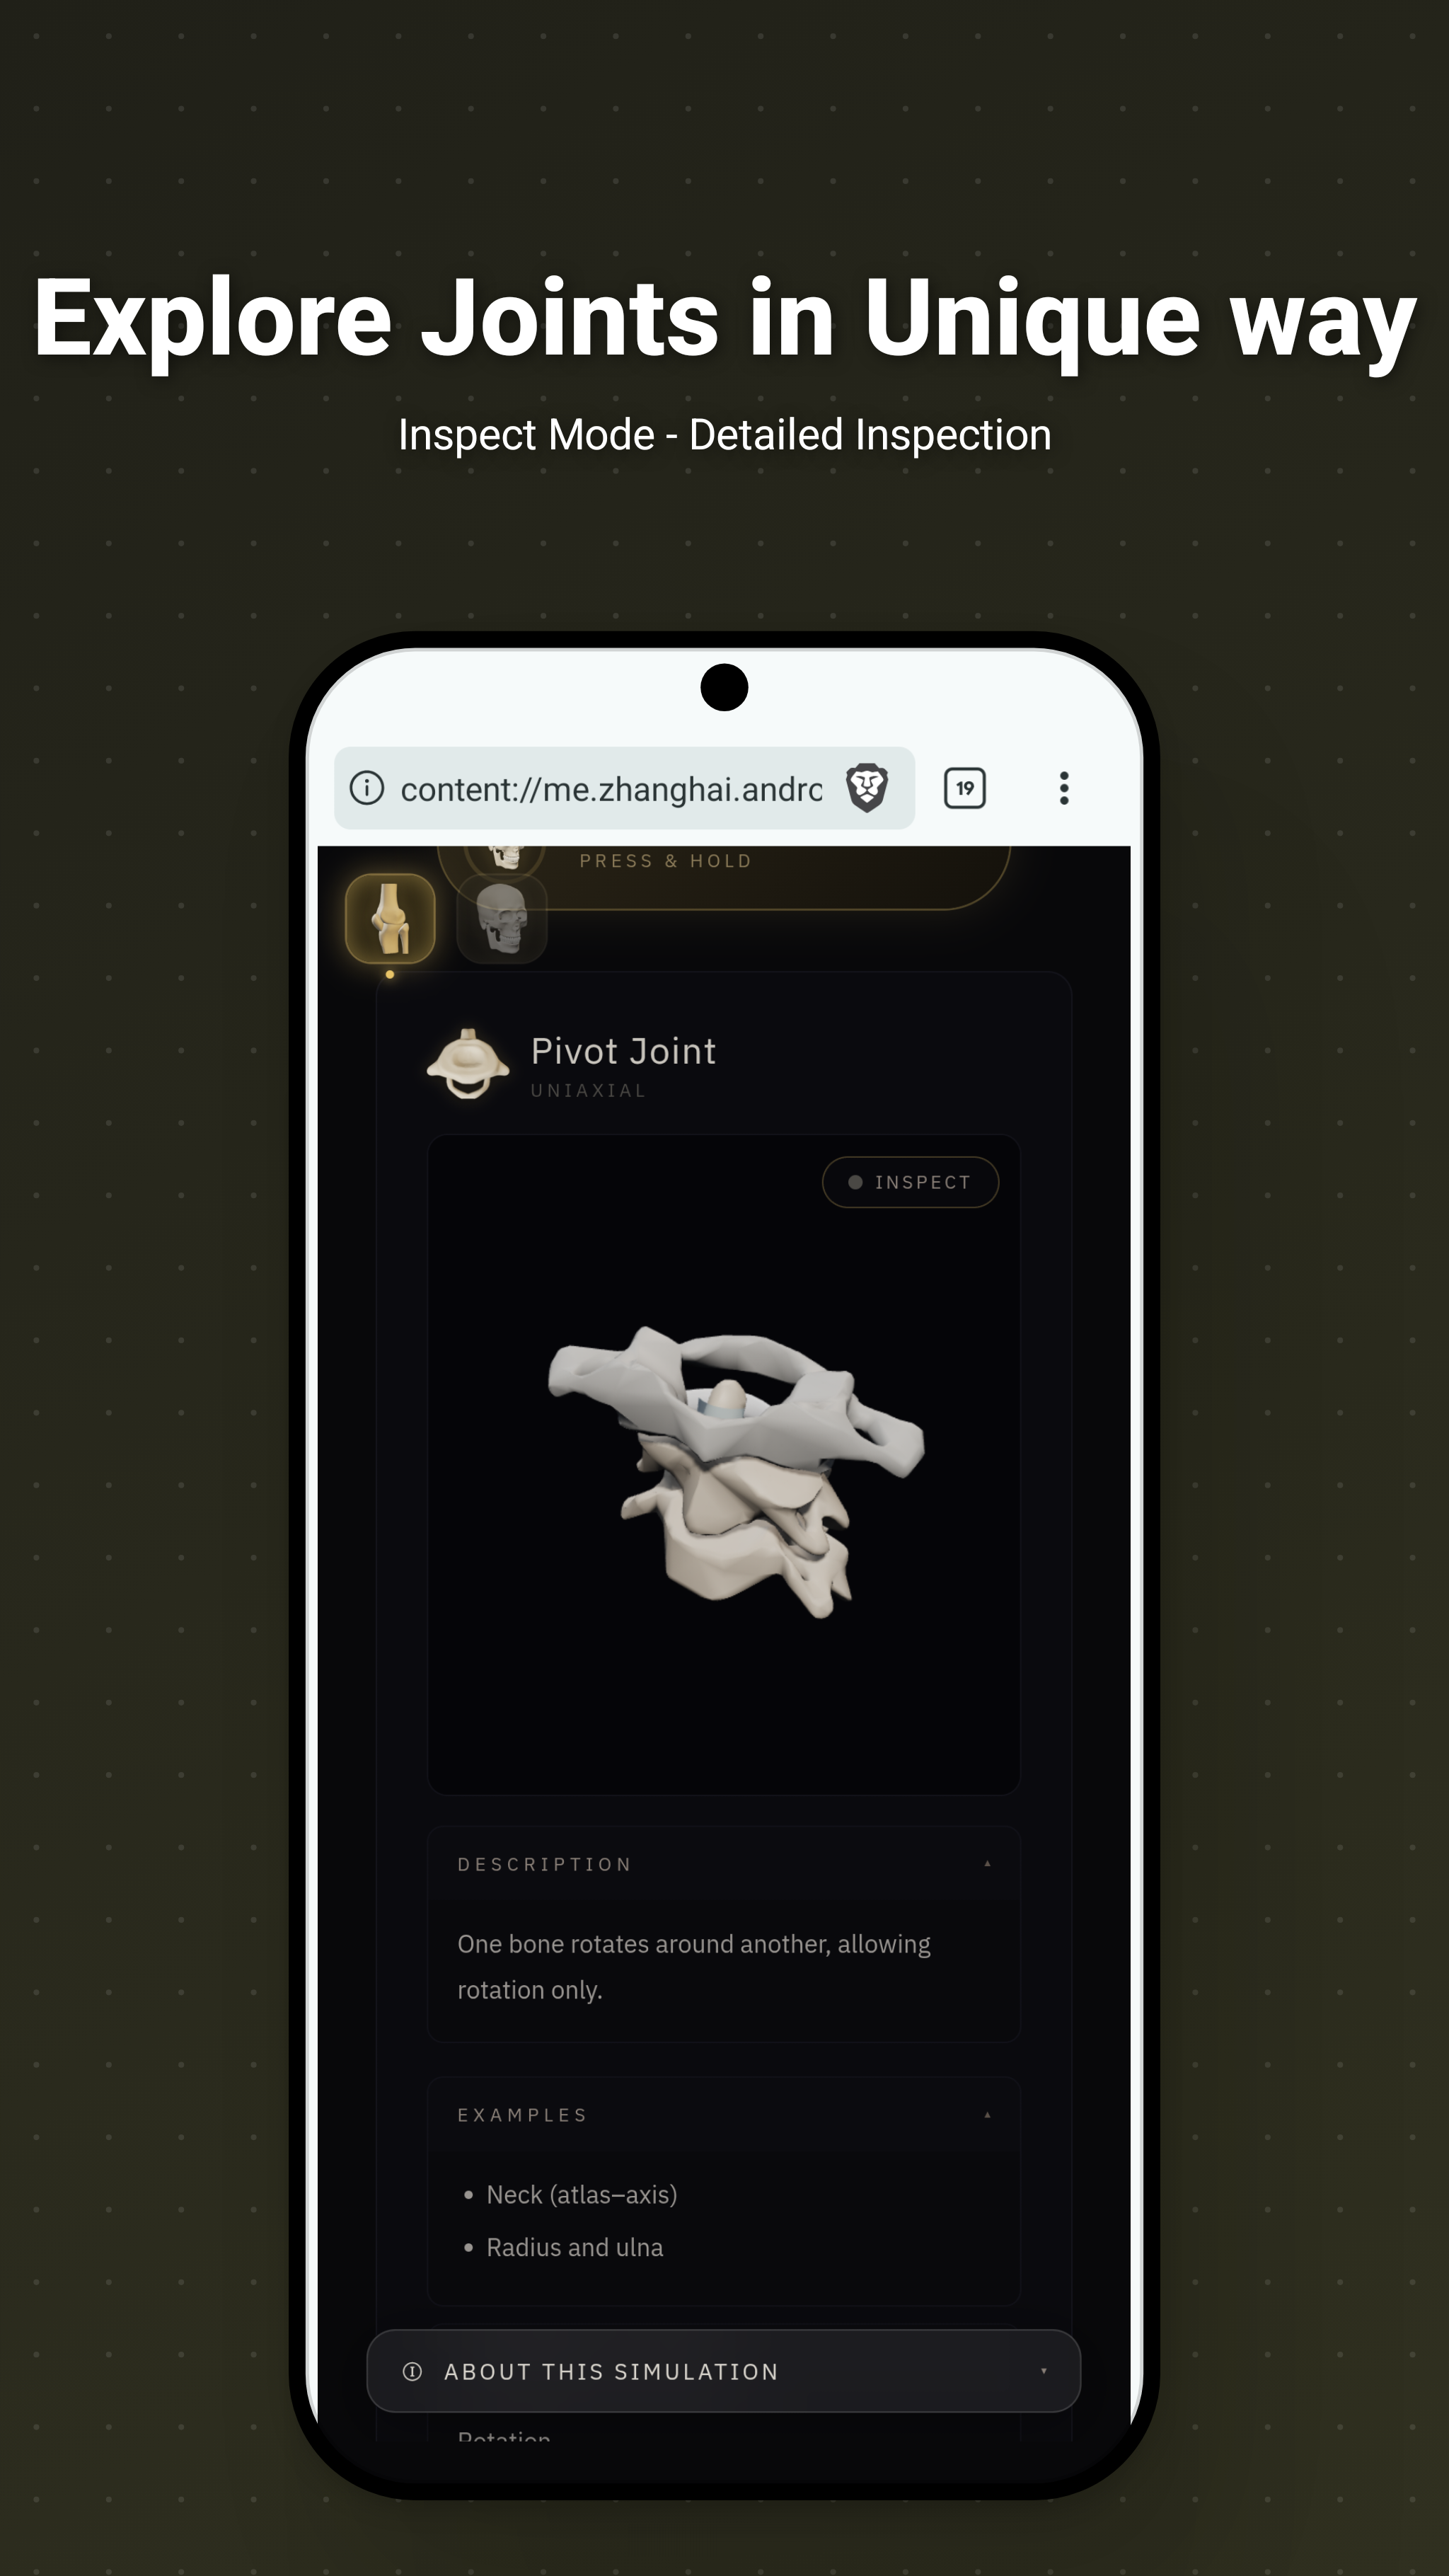 Explore Joints in Unique way
Inspect Mode - Detailed Inspection
content://me.zhanghai.andro
19
PRESS & HOLD
Pivot Joint
UNIAXIAL
INSPECT
DESCRIPTION
One bone rotates around another, allowing
rotation only.
EXAMPLES
• Neck (atlas–axis)
• Radius and ulna
ABOUT THIS SIMULATION
Rotation